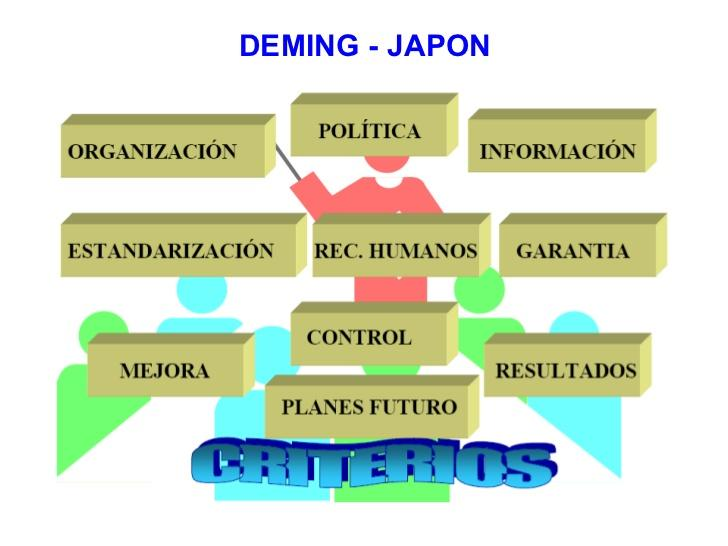 DEMING - JAPON
ORGANIZACIÓN
POLÍTICA
INFORMACIÓN
ESTANDARIZACIÓN
REC. HUMANOS
GARANTIA
MEJORA
CONTROL
RESULTADOS
PLANES FUTURO
CRITERIOS